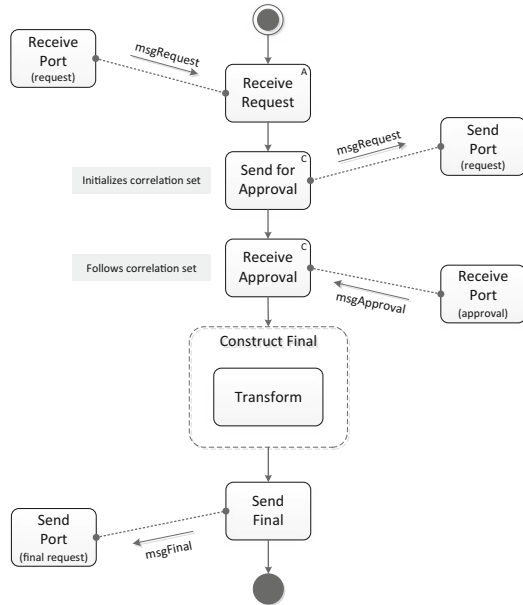 Receive
Port
(request)
msgRequest
A
Receive
Request
msgRequest
Send
Port
(request)
Initializes correlation set
C
Send for
Approval
Follows correlation set
C
Receive
Approval
msgApproval
Receive
Port
(approval)
Construct Final
Transform
Send
Final
Send
Port
(final request)
msgFinal